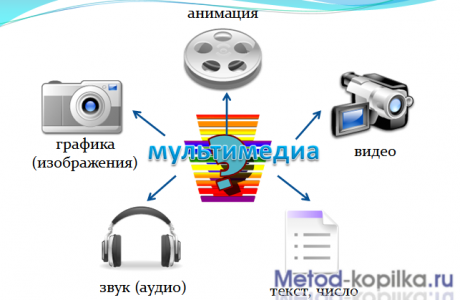 анимация
графика
(изображения)
мультимедиа
видео
звук (аудио)
текст, число
Metod-kopilka.ru